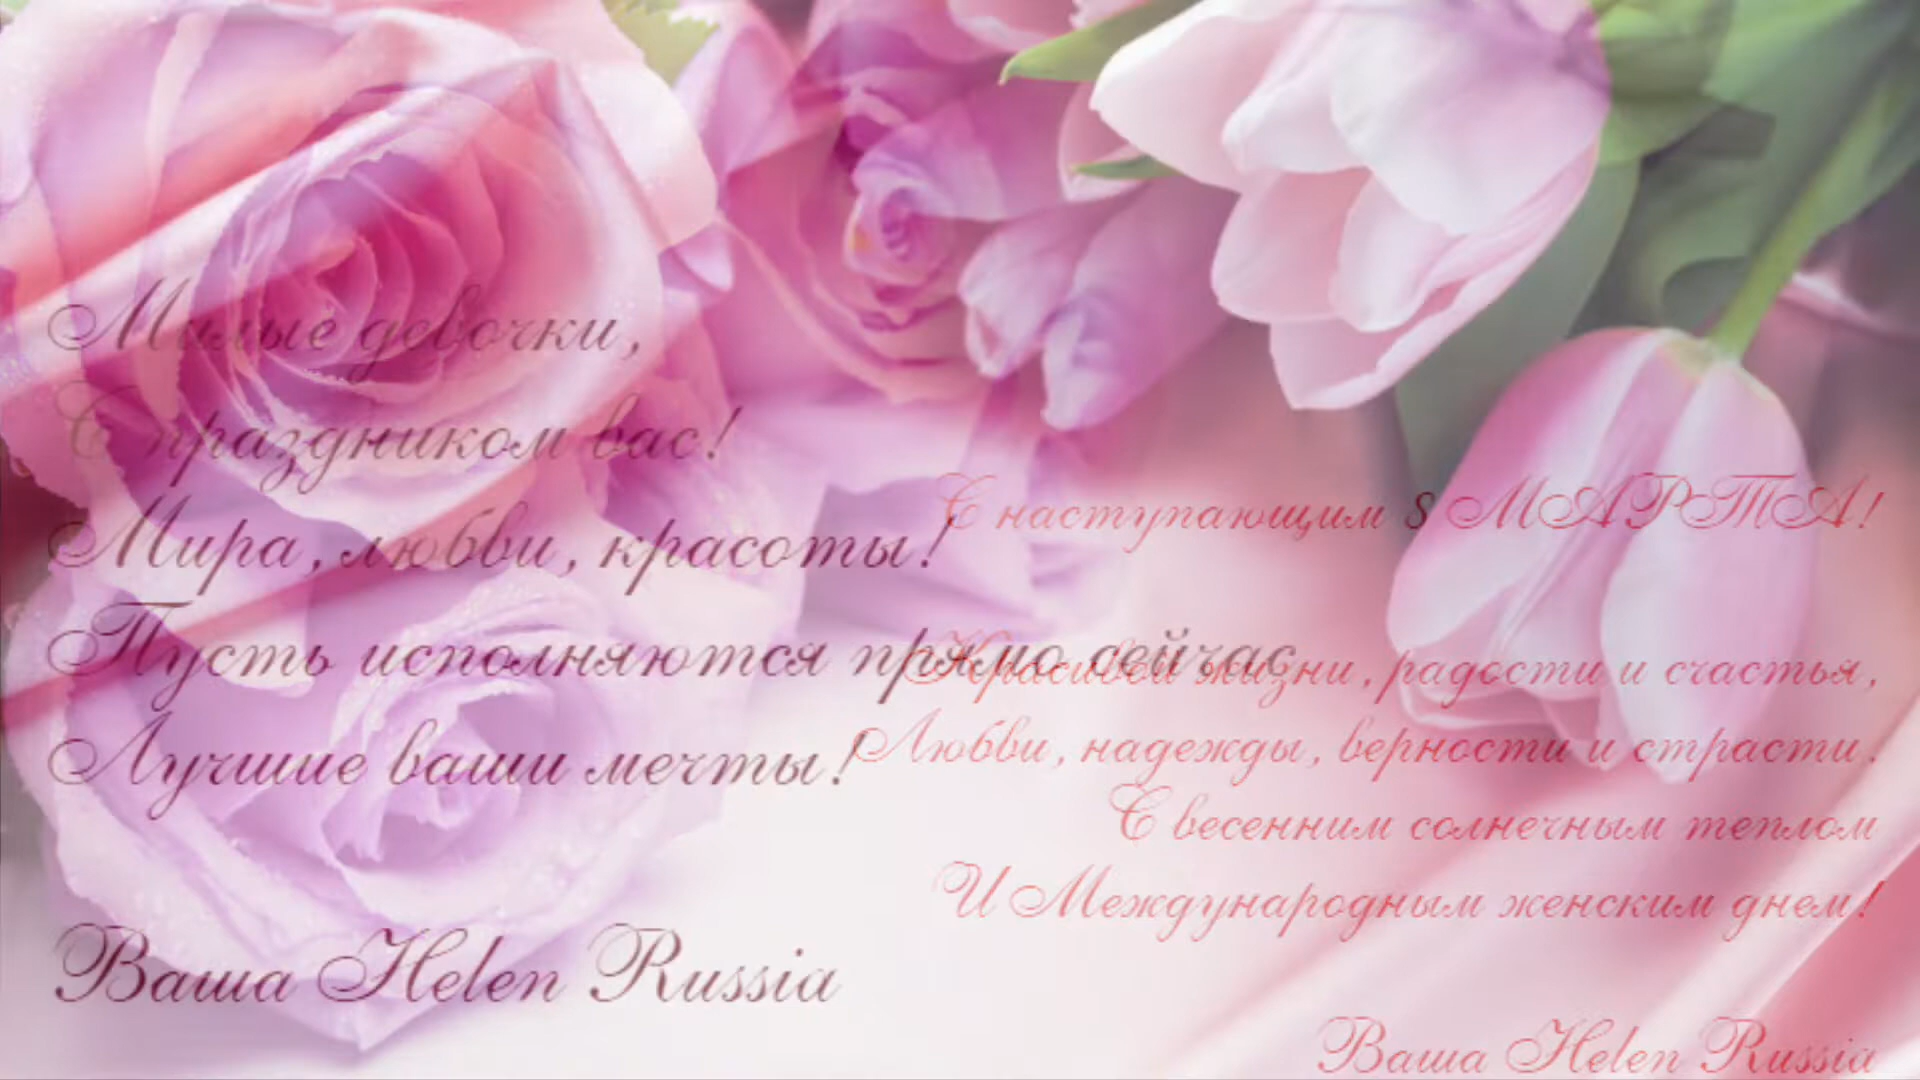 Милые девочки,
С праздником вас!
Мира, любви, красоты!
Пусть исполняются прямо сейчас
Лучшие ваши мечты!
Ваша Helen Russia
С наступающим 8 МАРТА!
Красивой жизни, радости и счастья,
Любви, надежды, верности и страсти.
С весенним солнечным теплом
И Международным женским днем!
Ваша Helen Russia